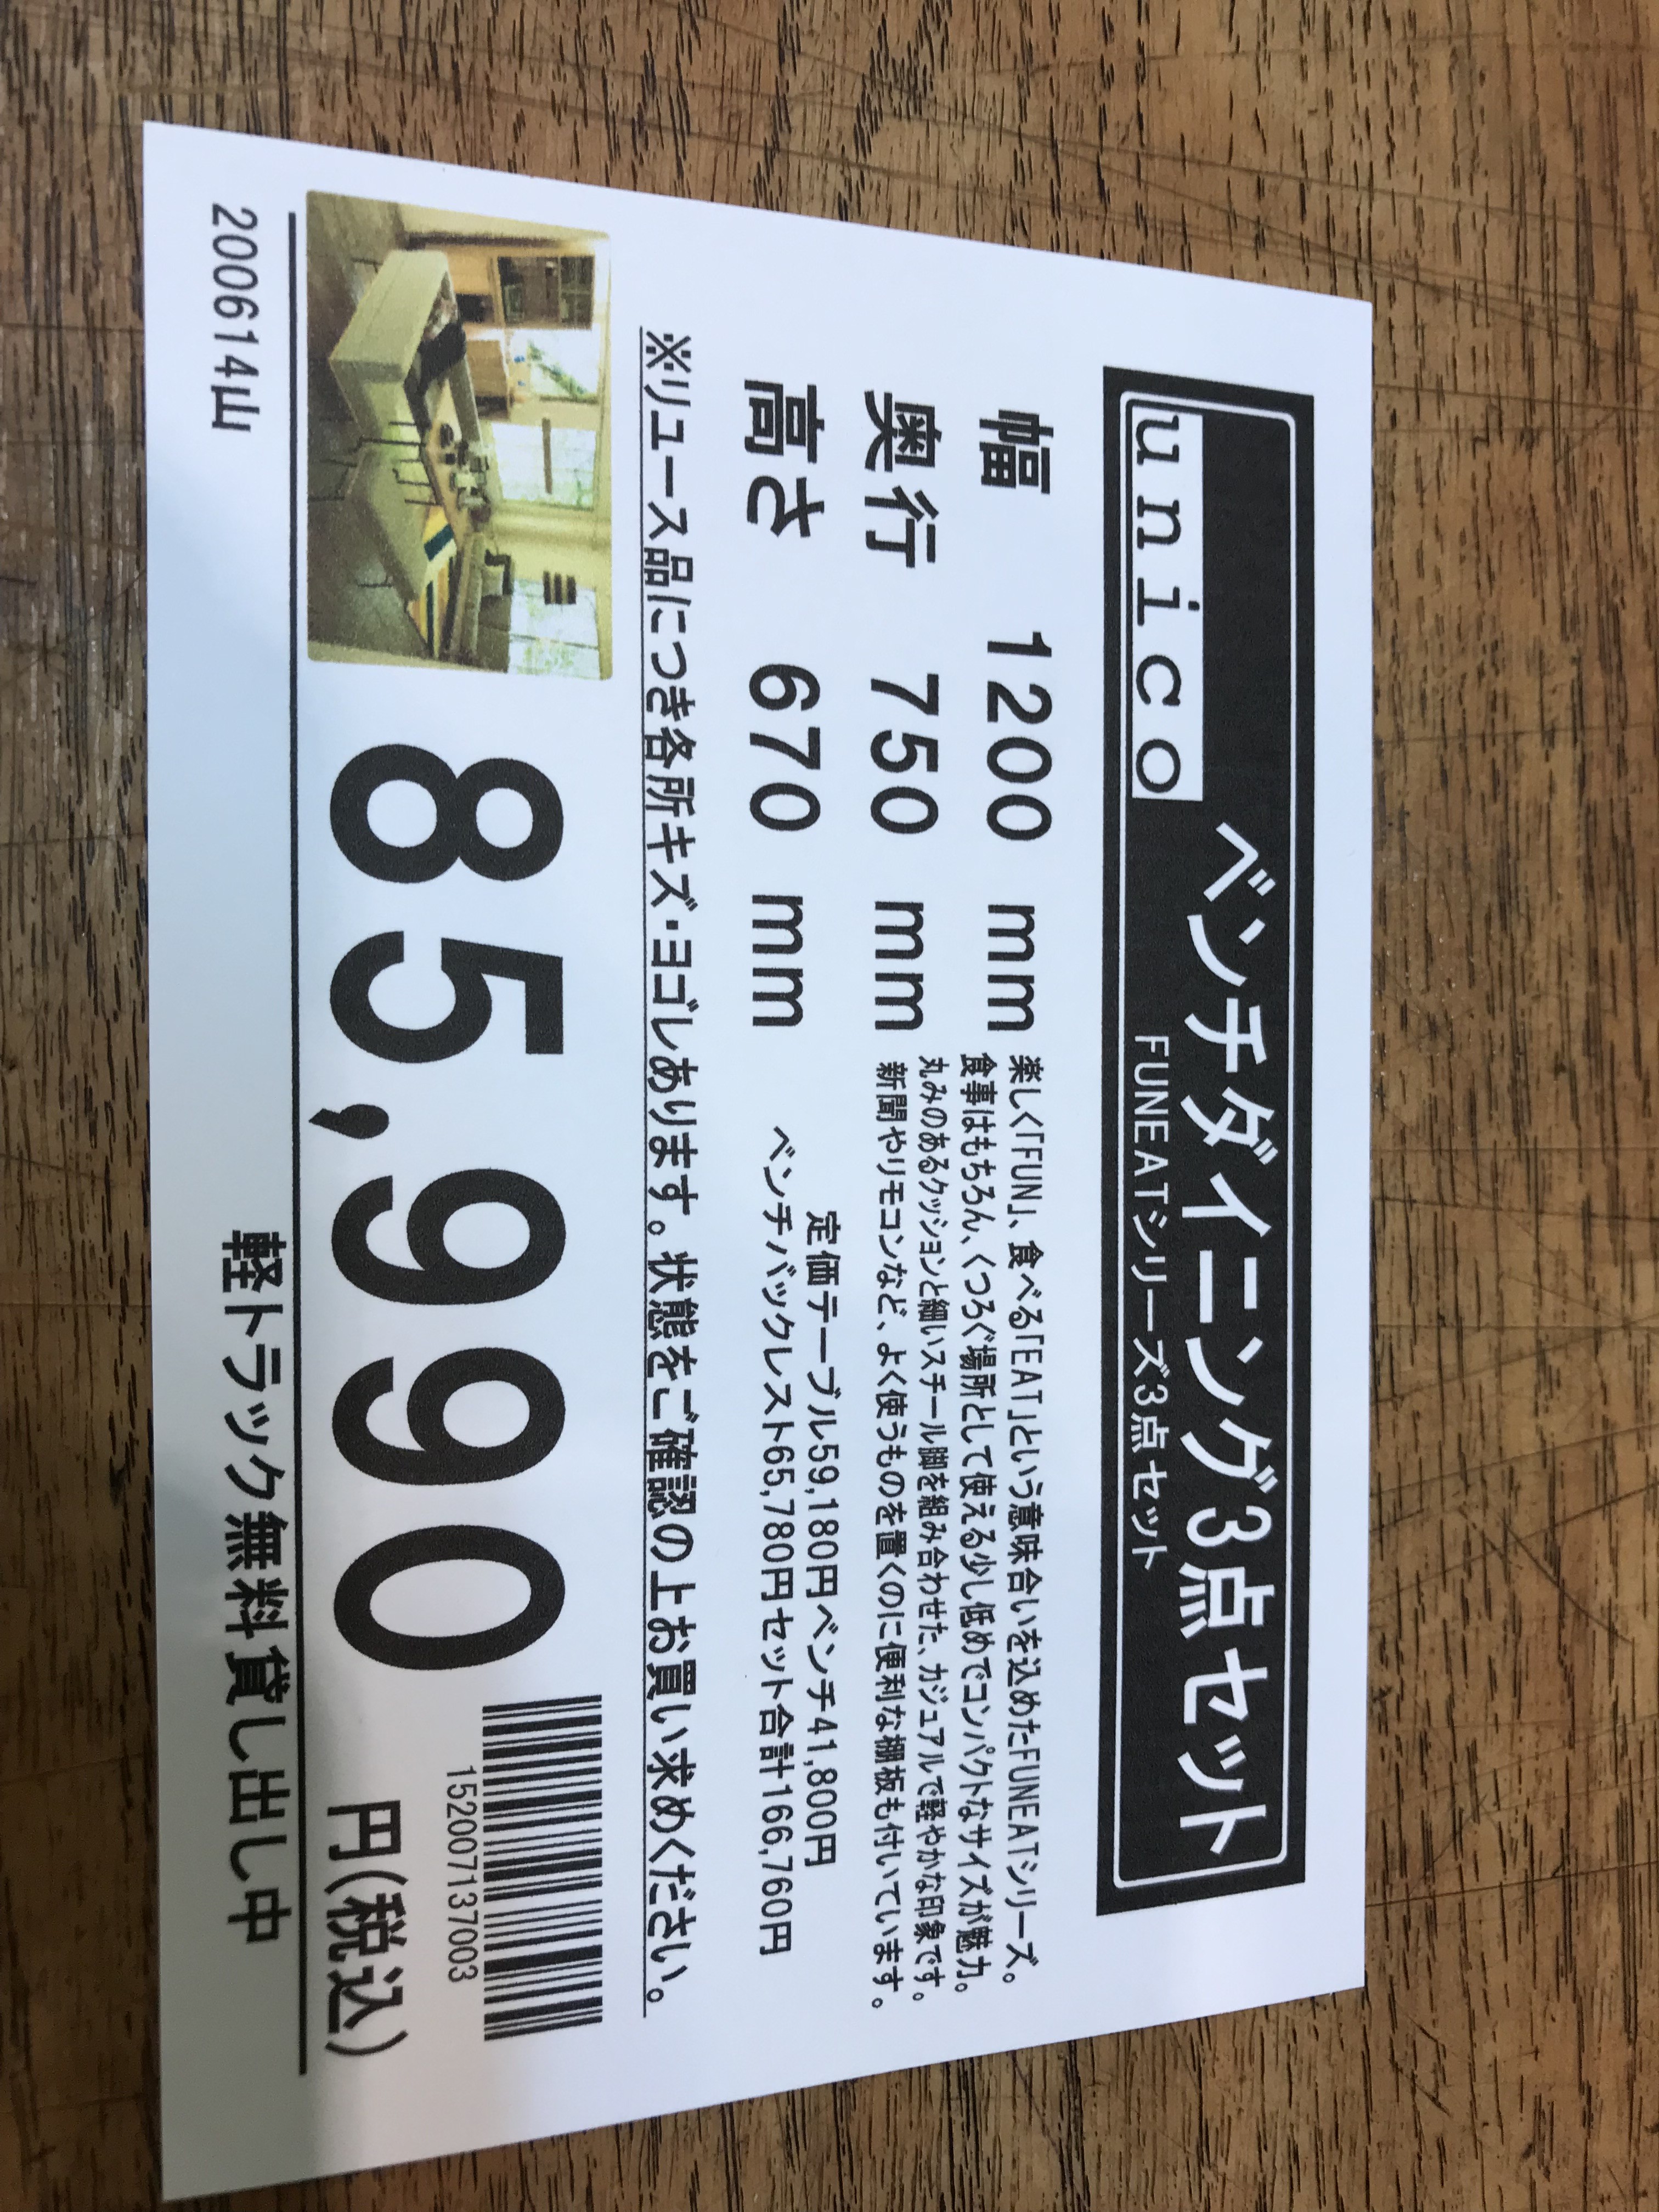 unico
ベンチダイニング3点セット
FUNEATシリーズ3点セット
幅 1200 mm
奥行 750 mm
高さ 670 mm
楽しく「FUN」、食べる「EAT」という意味合いを込めたFUNEATシリーズ。
食事はもちろん、くつろぐ場所として使える少し低めでコンパクトなサイズが魅力。
丸みのあるクッションと細いスチール脚を組み合わせた、カジュアルで軽やかな印象です。
新聞やリモコンなど、よく使うものを置くのに便利な棚板も付いています。
定価テーブル59,180円ベンチ41,800円
ベンチバックレスト65,780円セット合計166,760円
※リユース品につき各所キズ・ヨゴレあります。状態をご確認の上お買い求めください。
85,990 円(税込)
1520071137003
200614山
軽トラック無料貸し出し中